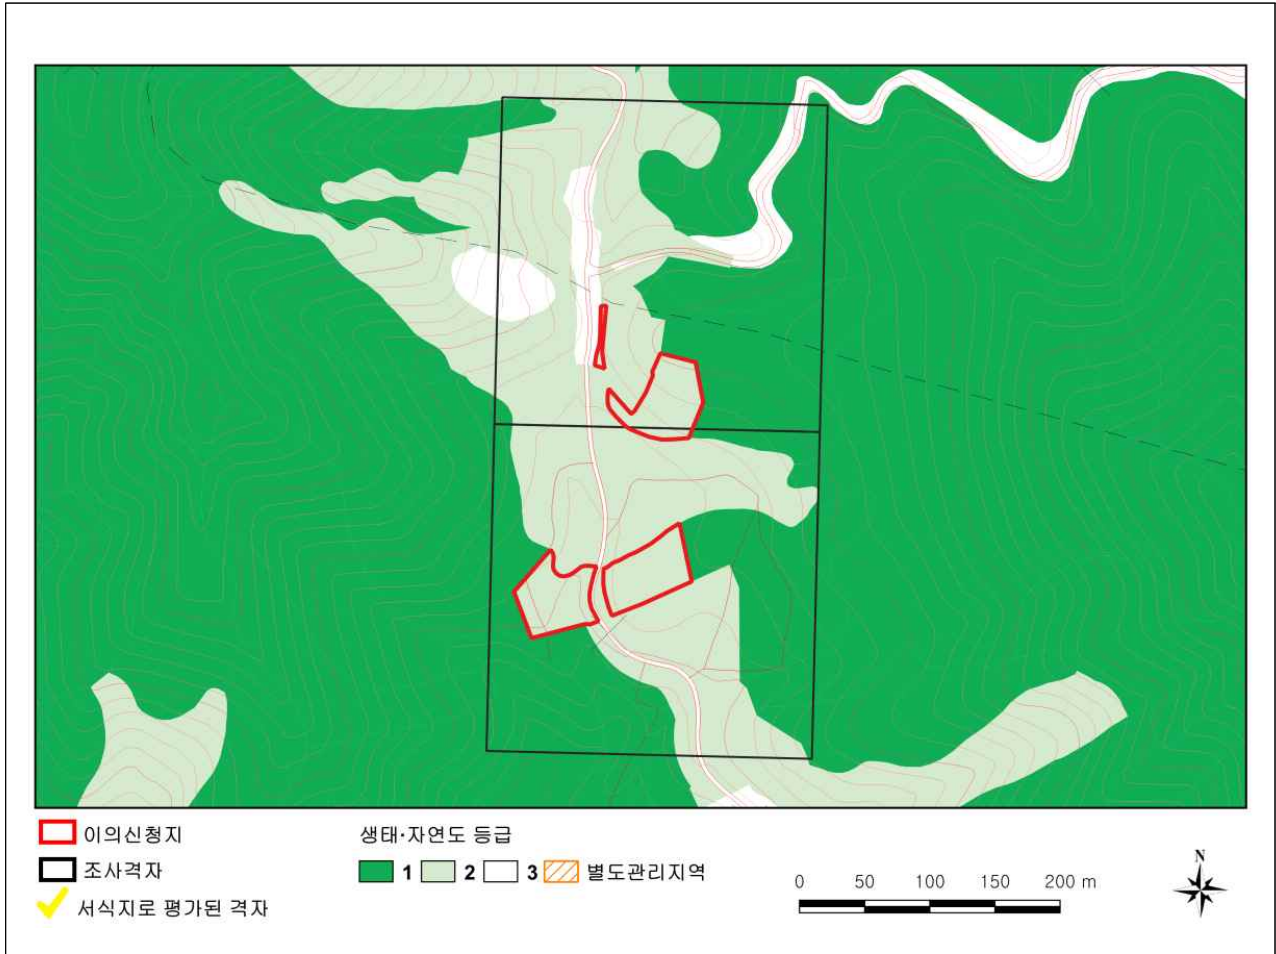 이의신청지
조사격자
서식지로 평가된 격자
생태·자연도 등급
1 2 3 별도관리지역
0 50 100 150 200 m
N